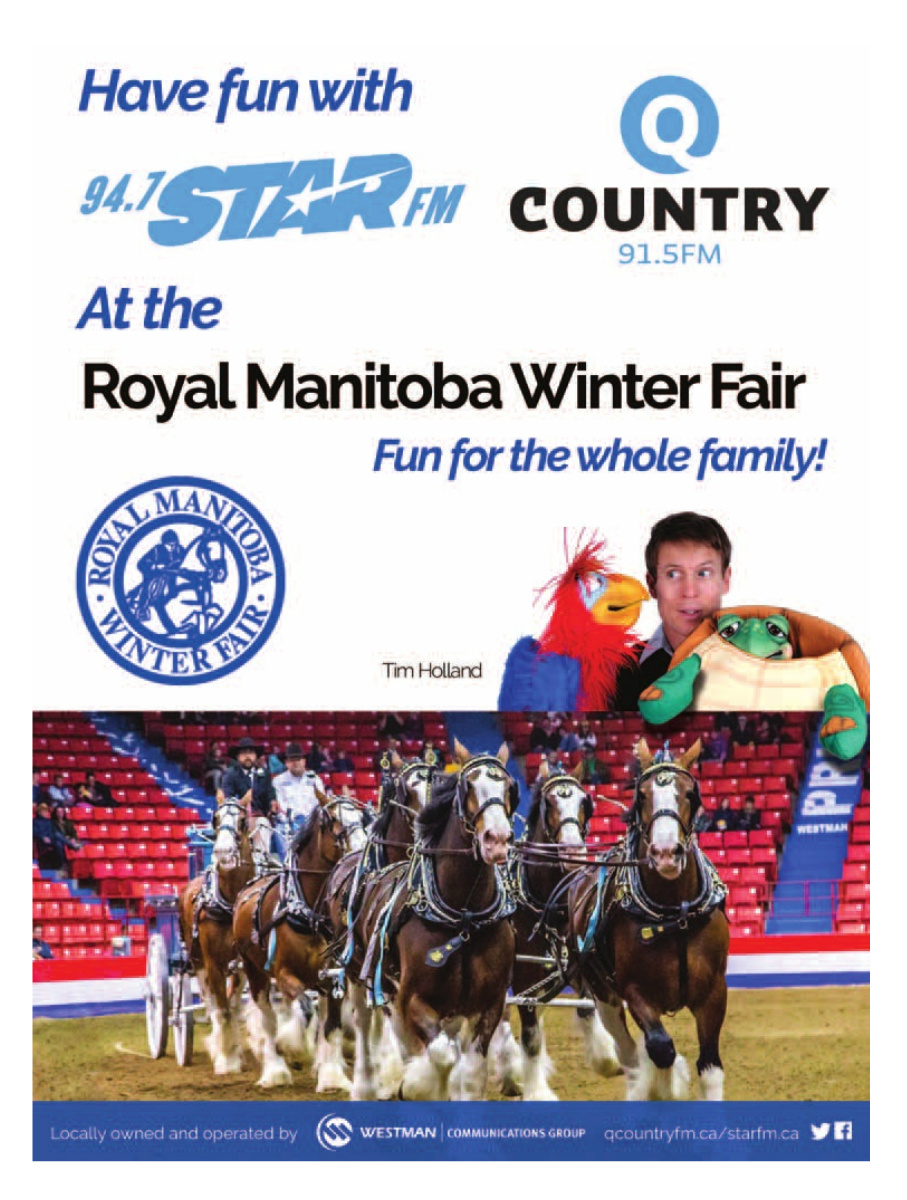 Have fun with
94.7 STAR FM
Q
COUNTRY
91.5FM
At the
Royal Manitoba Winter Fair
Fun for the whole family!
ROYAL MANITOBA
WINTER FAIR
Tim Holland
WESTMAN
Locally owned and operated by
WESTMAN | COMMUNICATIONS GROUP
qcountryfm.ca/starfm.ca